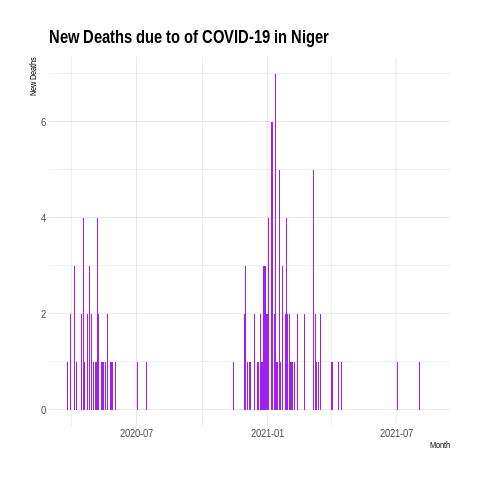 New Deaths due to of COVID-19 in Niger
New Deaths
6
4
2
0
2020-07
2021-01
2021-07
Month